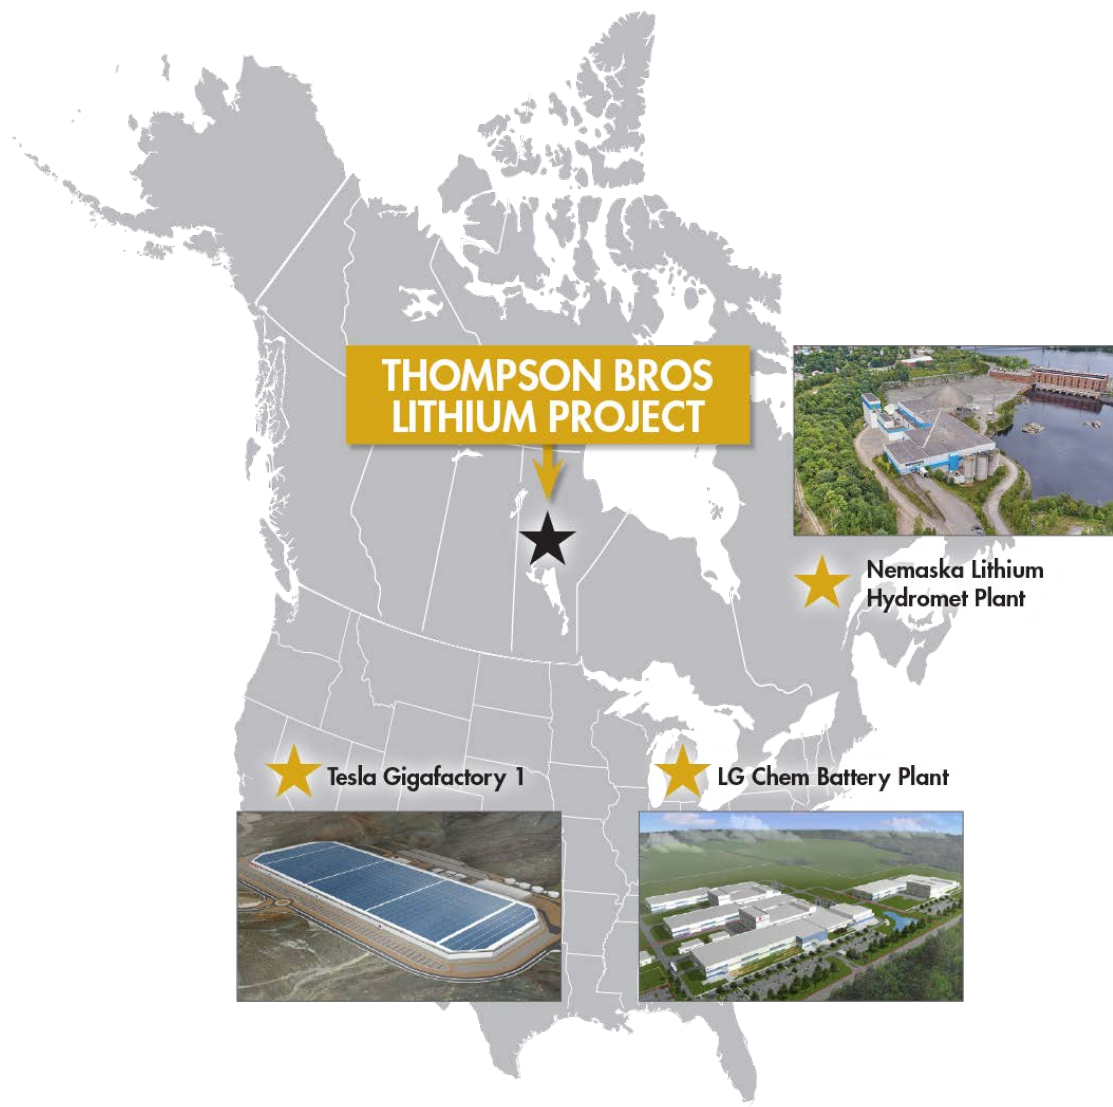 THOMPSON BROS
LITHIUM PROJECT
Nemaska Lithium
Hydromet Plant
Tesla Gigafactory 1
LG Chem Battery Plant